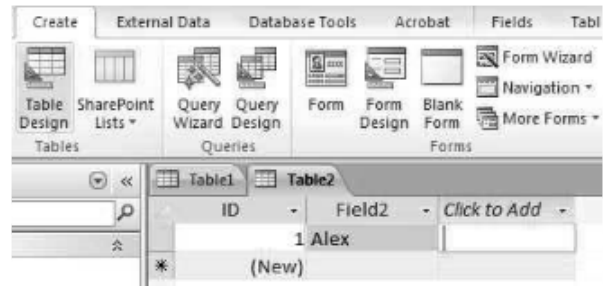 Create External Data Database Tools Acrobat Fields Tabl
Form Wizard
Navigation
Table Design SharePoint Lists Query Wizard Query Design Form Form Design Blank Form More Forms
Tables Queries Forms
Table1 Table2
ID Field2 Click to Add
1 Alex
* (New)